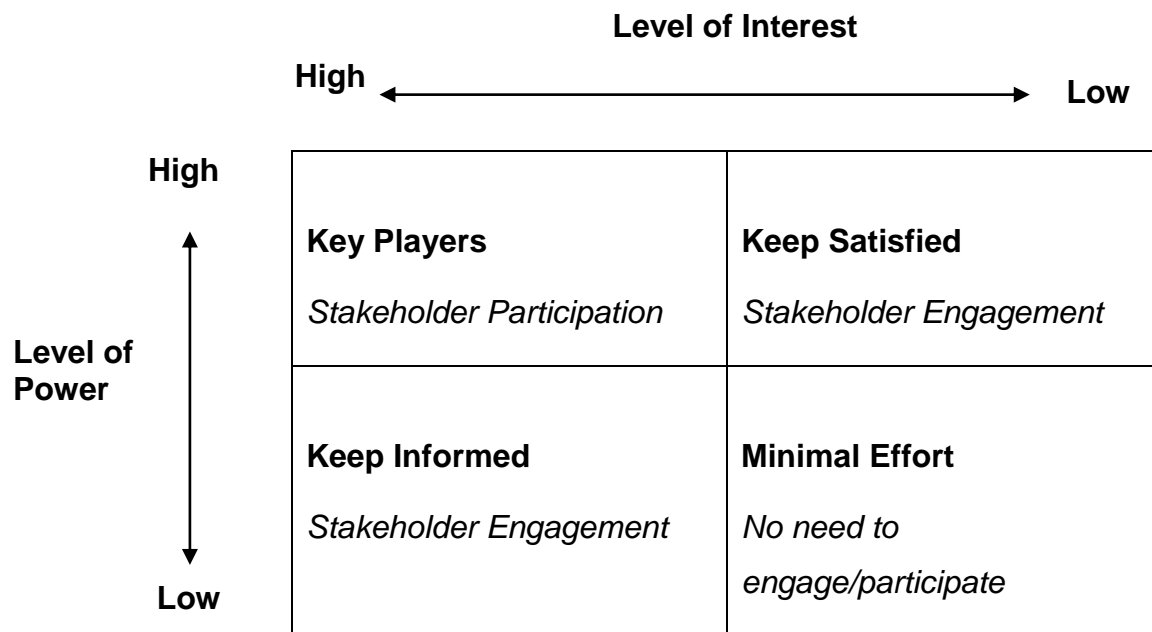 Level of Interest
High
Low
High
Key Players
Keep Satisfied
Stakeholder Participation
Stakeholder Engagement
Level of
Power
Keep Informed
Minimal Effort
Stakeholder Engagement
No need to
engage/participate
Low